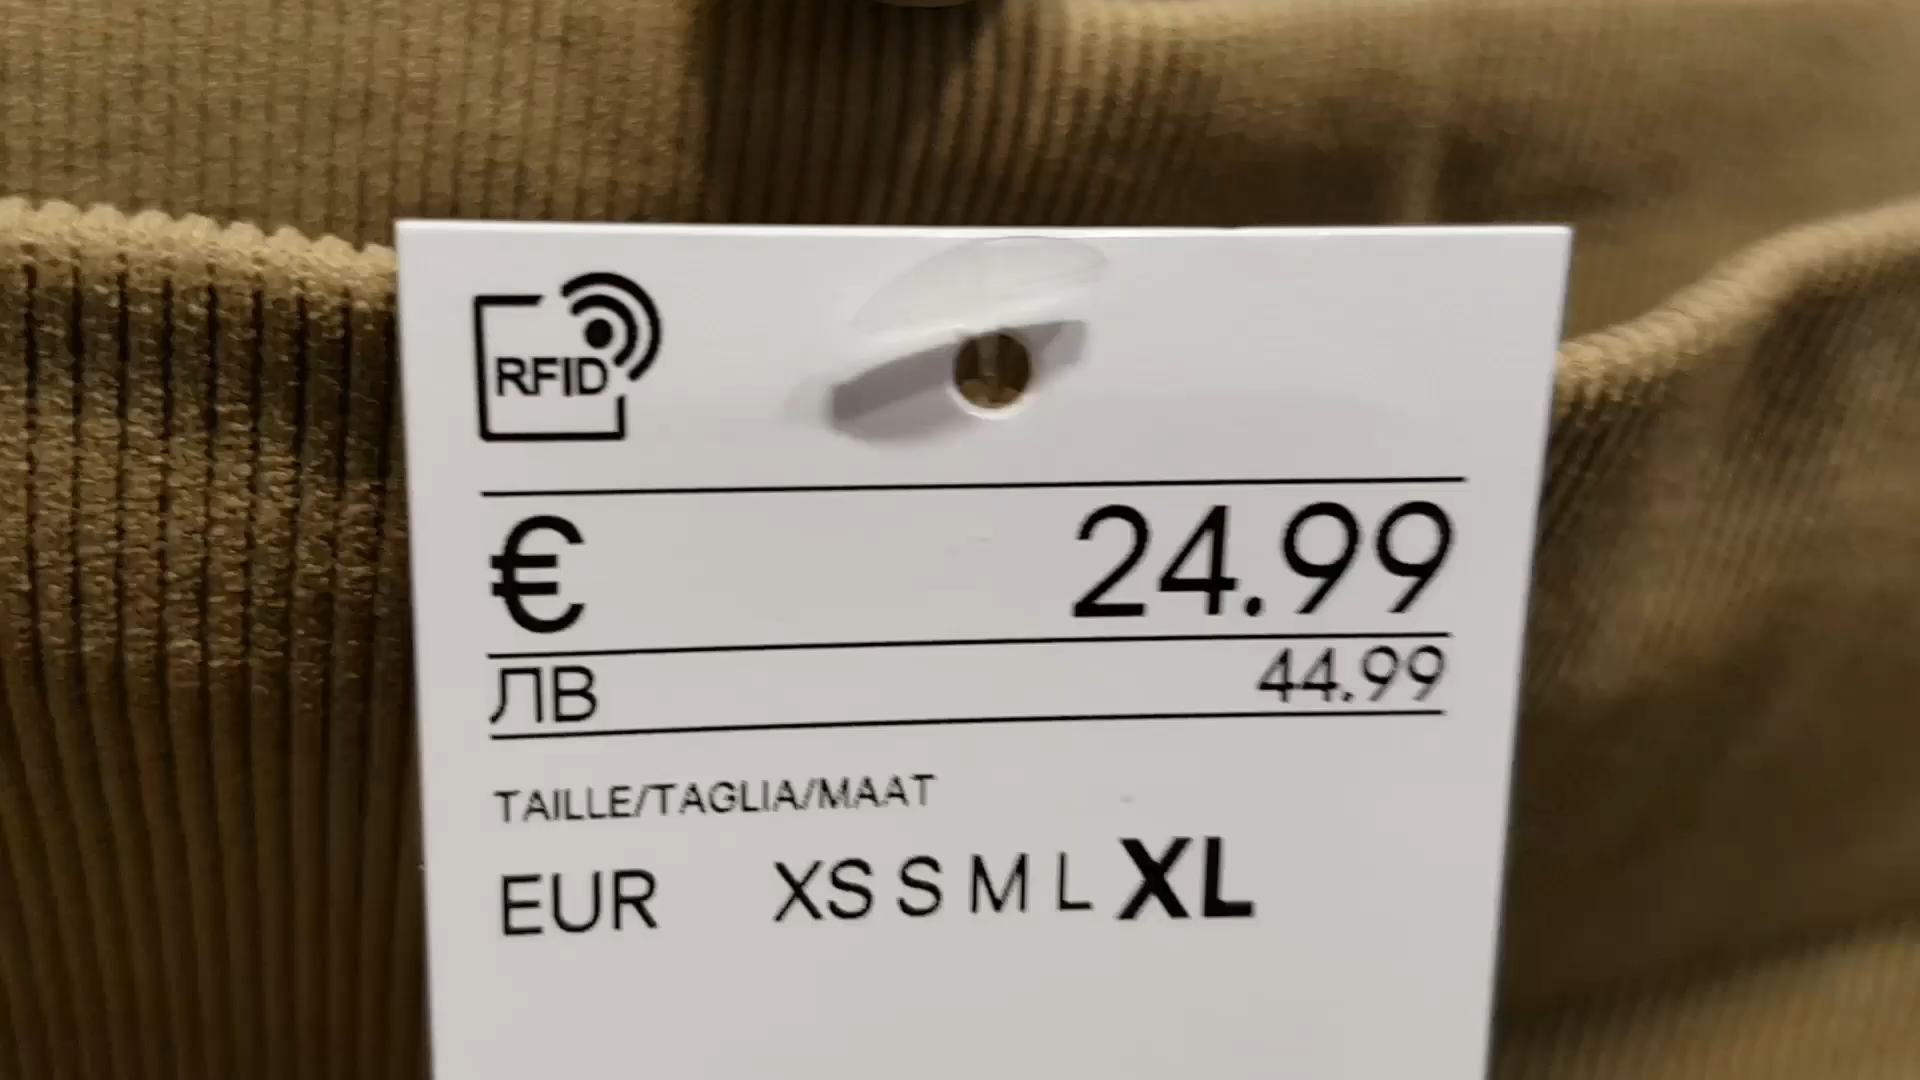 RFID
€ 24.99
ЛВ 44.99
TAILLE/TAGLIA/MAAT
EUR XS S M L XL